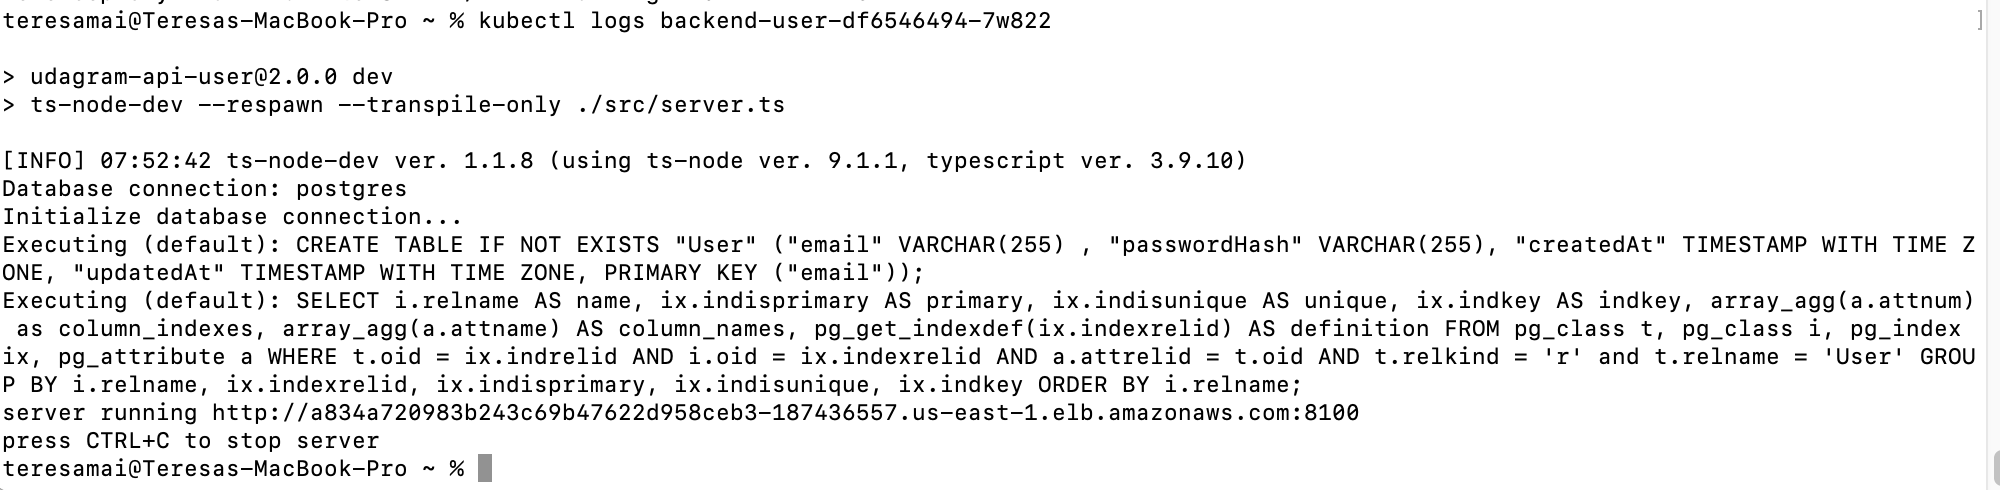 teresamai@Teresas-MacBook-Pro ~ % kubectl logs backend-user-df6546494-7w822
> udagram-api-user@2.0.0 dev
> ts-node-dev --respawn --transpile-only ./src/server.ts
[INFO] 07:52:42 ts-node-dev ver. 1.1.8 (using ts-node ver. 9.1.1, typescript ver. 3.9.10)
Database connection: postgres
Initialize database connection...
Executing (default): CREATE TABLE IF NOT EXISTS "User" ("email" VARCHAR(255) , "passwordHash" VARCHAR(255), "createdAt" TIMESTAMP WITH TIME Z
ONE, "updatedAt" TIMESTAMP WITH TIME ZONE, PRIMARY KEY ("email"));
Executing (default): SELECT i.relname AS name, ix.indisprimary AS primary, ix.indisunique AS unique, ix.indkey AS indkey, array_agg(a.attnum)
 as column_indexes, array_agg(a.attname) AS column_names, pg_get_indexdef(ix.indexrelid) AS definition FROM pg_class t, pg_class i, pg_index
ix, pg_attribute a WHERE t.oid = ix.indrelid AND i.oid = ix.indexrelid AND a.attrelid = t.oid AND t.relkind = 'r' and t.relname = 'User' GROU
P BY i.relname, ix.indexrelid, ix.indisprimary, ix.indisunique, ix.indkey ORDER BY i.relname;
server running http://a834a720983b243c69b47622d958ceb3-187436557.us-east-1.elb.amazonaws.com:8100
press CTRL+C to stop server
teresamai@Teresas-MacBook-Pro ~ %